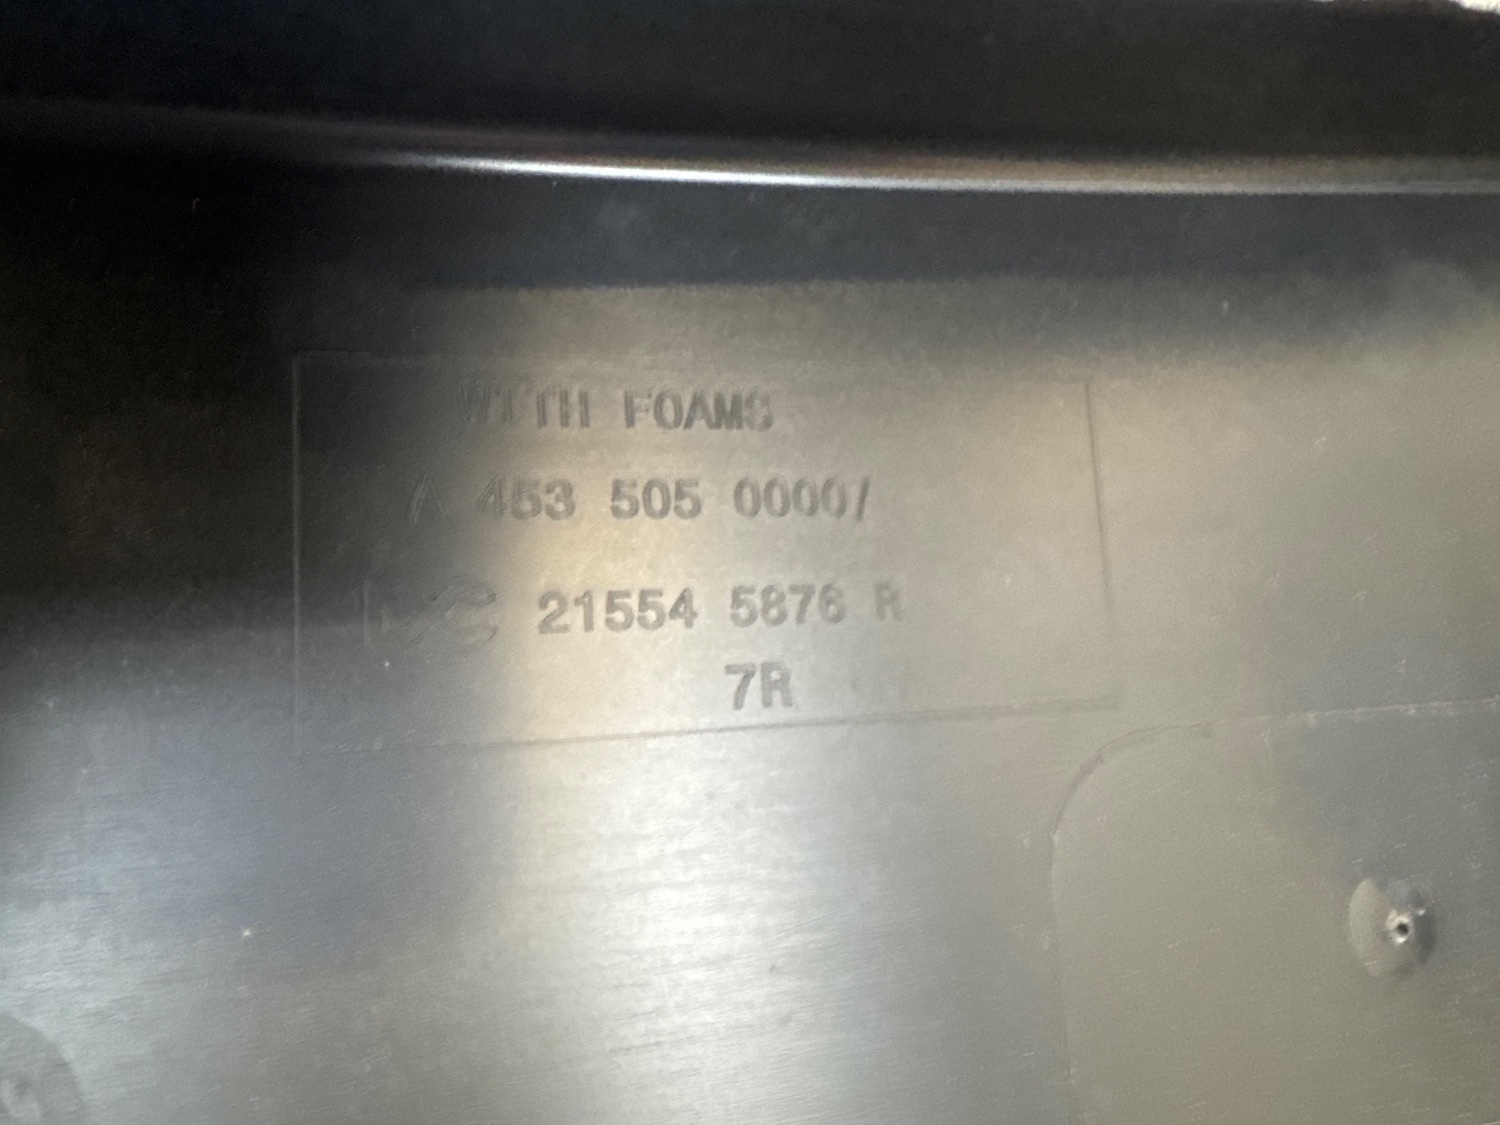 WITH FOAMS
A 453 505 0000/
21554 5876 R
7R